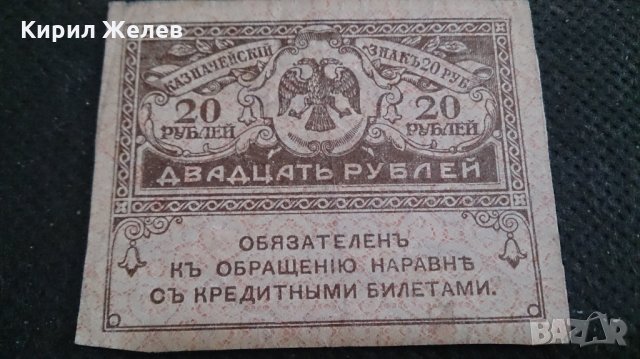 Кирил Желев
КАЗНАЧЕЙСКІЙ ЗНАКЪ 20 РУБ.
20 РУБЛЕЙ
20 РУБЛЕЙ
ДВАДЦАТЬ РУБЛЕЙ
ОБЯЗАТЕЛЕНЪ
КЪ ОБРАЩЕНІЮ НАРАВНѢ
СЪ КРЕДИТНЫМИ БИЛЕТАМИ.
BAZAR